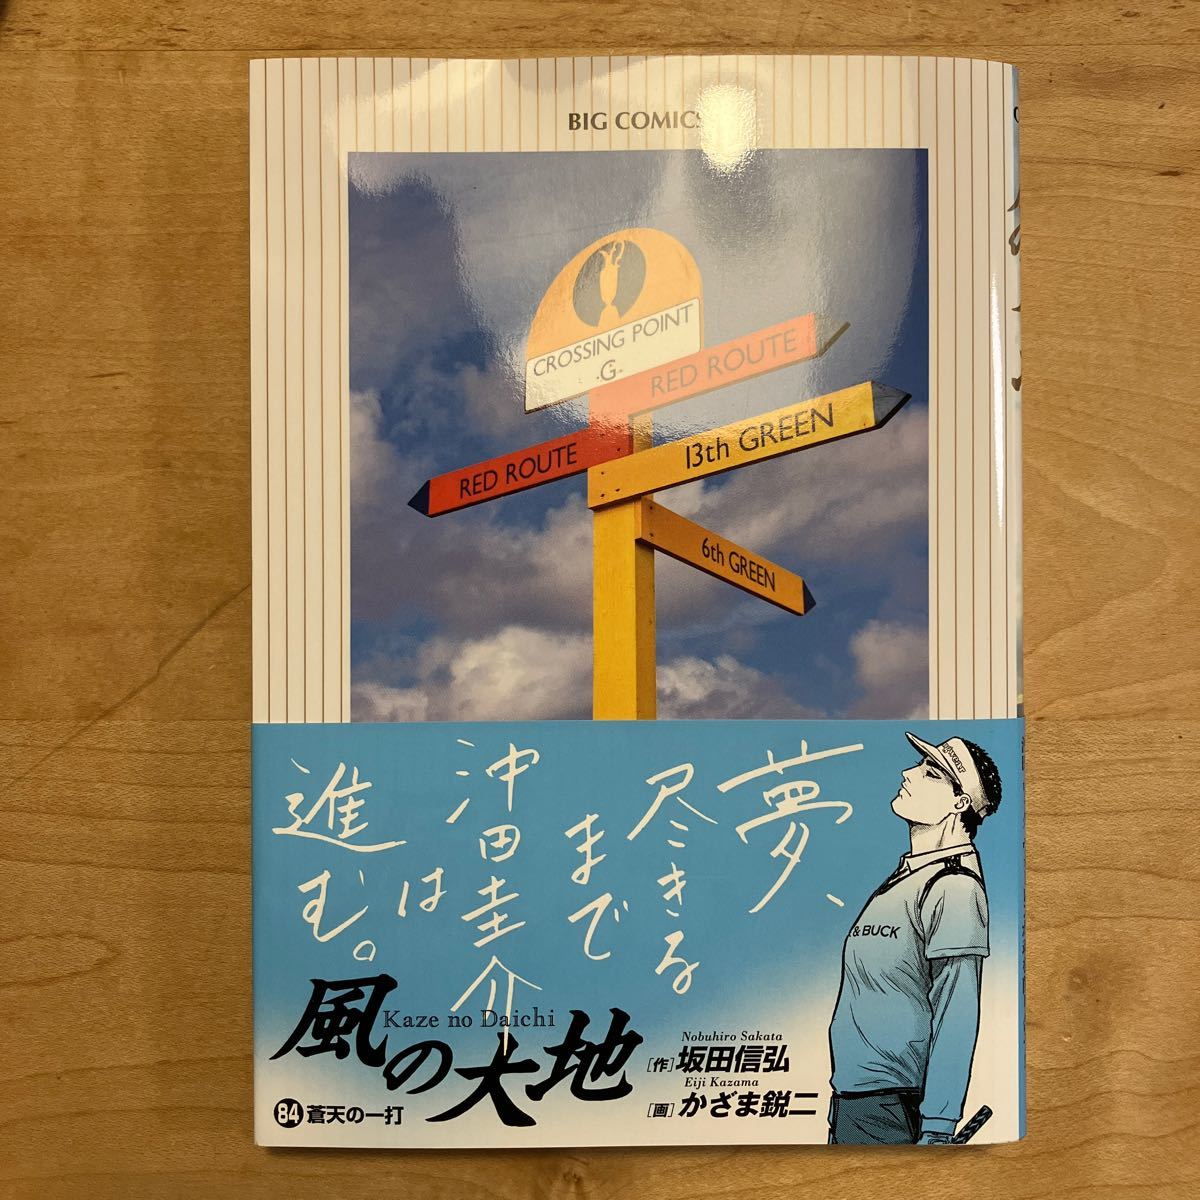 BIG COMICS
CROSSING POINT
.G.
RED ROUTE
13th GREEN
RED ROUTE
6th GREEN
夢、
尽きる
まで
沖田圭介
は
進む。
& BUCK
風の大地
Kaze no Daichi
84 蒼天の一打
Nobuhiro Sakata
[作]坂田信弘
Eiji Kazama
[画]かざま鋭二